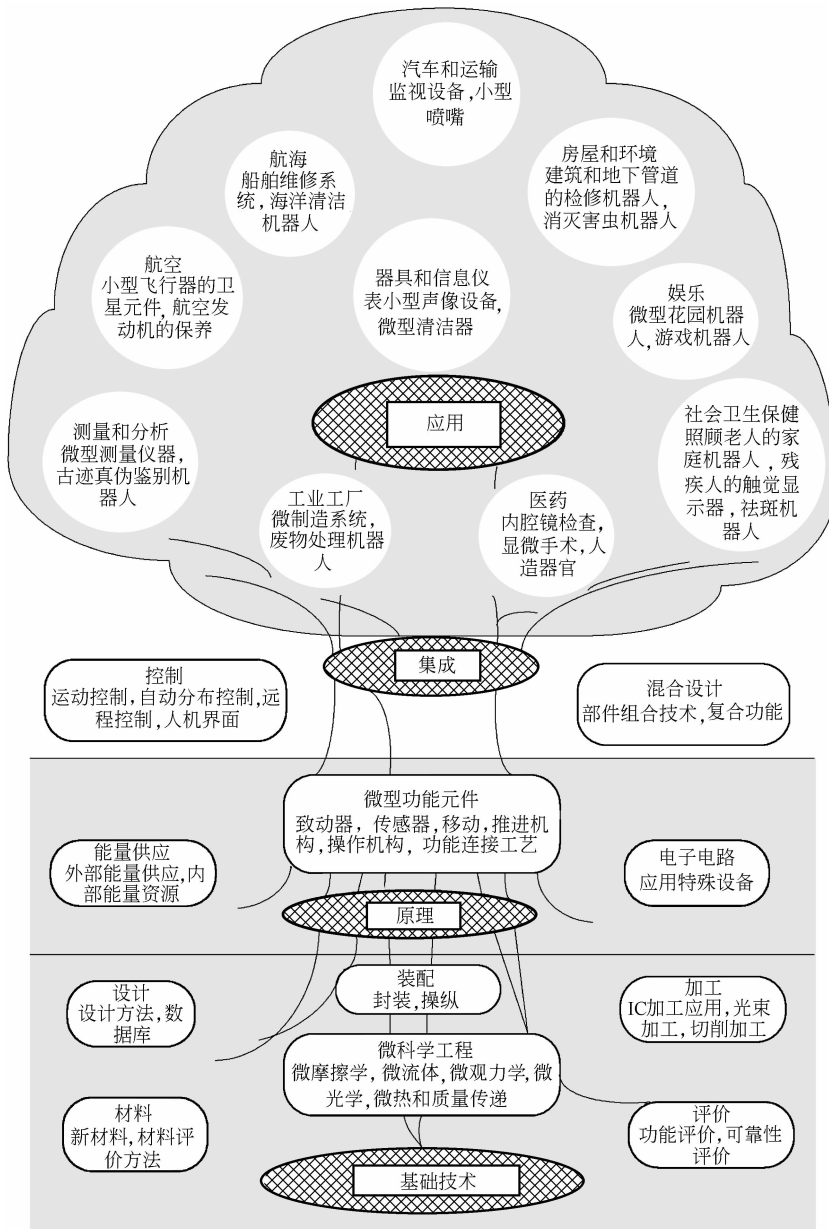 汽车和运输
监视设备,小型
喷嘴
航海
船舶维修系
统,海洋清洁
机器人
房屋和环境
建筑和地下管道
的检修机器人,
消灭害虫机器人
航空
小型飞行器的卫
星元件,航空发
动机的保养
器具和信息仪
表小型声像设备,
微型清洁器
娱乐
微型花园机器
人,游戏机器人
应用
测量和分析
微型测量仪器,
古迹真伪鉴别机
器人
社会卫生保健
照顾老人的家
庭机器人,残
疾人的触觉显
示器,祛斑机
器人
工业工厂
微制造系统,
废物处理机器
人
医药
内腔镜检查,
显微手术,人
造器官
集成
控制
运动控制,自动分布控制,远
程控制,人机界面
混合设计
部件组合技术,复合功能
微型功能元件
致动器,传感器,移动,推进机
构,操作机构,功能连接工艺
能量供应
外部能量供应,内
部能量资源
电子电路
应用特殊设备
原理
设计
设计方法,数
据库
装配
封装,操纵
加工
IC加工应用,光束
加工,切削加工
微科学工程
微摩擦学,微流体,微观力学,微
光学,微热和质量传递
材料
新材料,材料评
价方法
评价
功能评价,可靠性
评价
基础技术